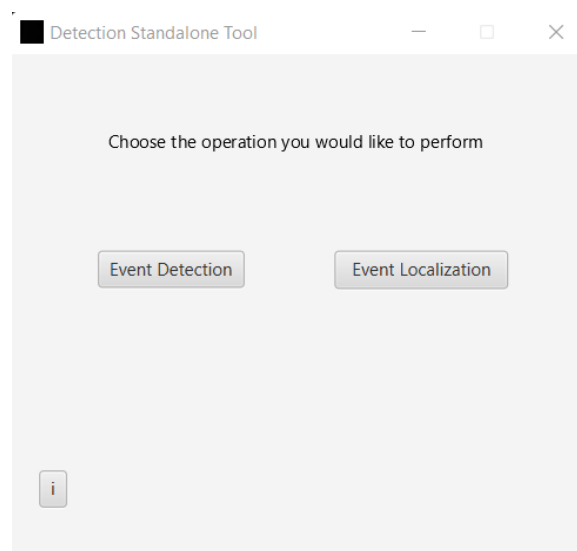 Detection Standalone Tool
Choose the operation you would like to perform
Event Detection
Event Localization
i